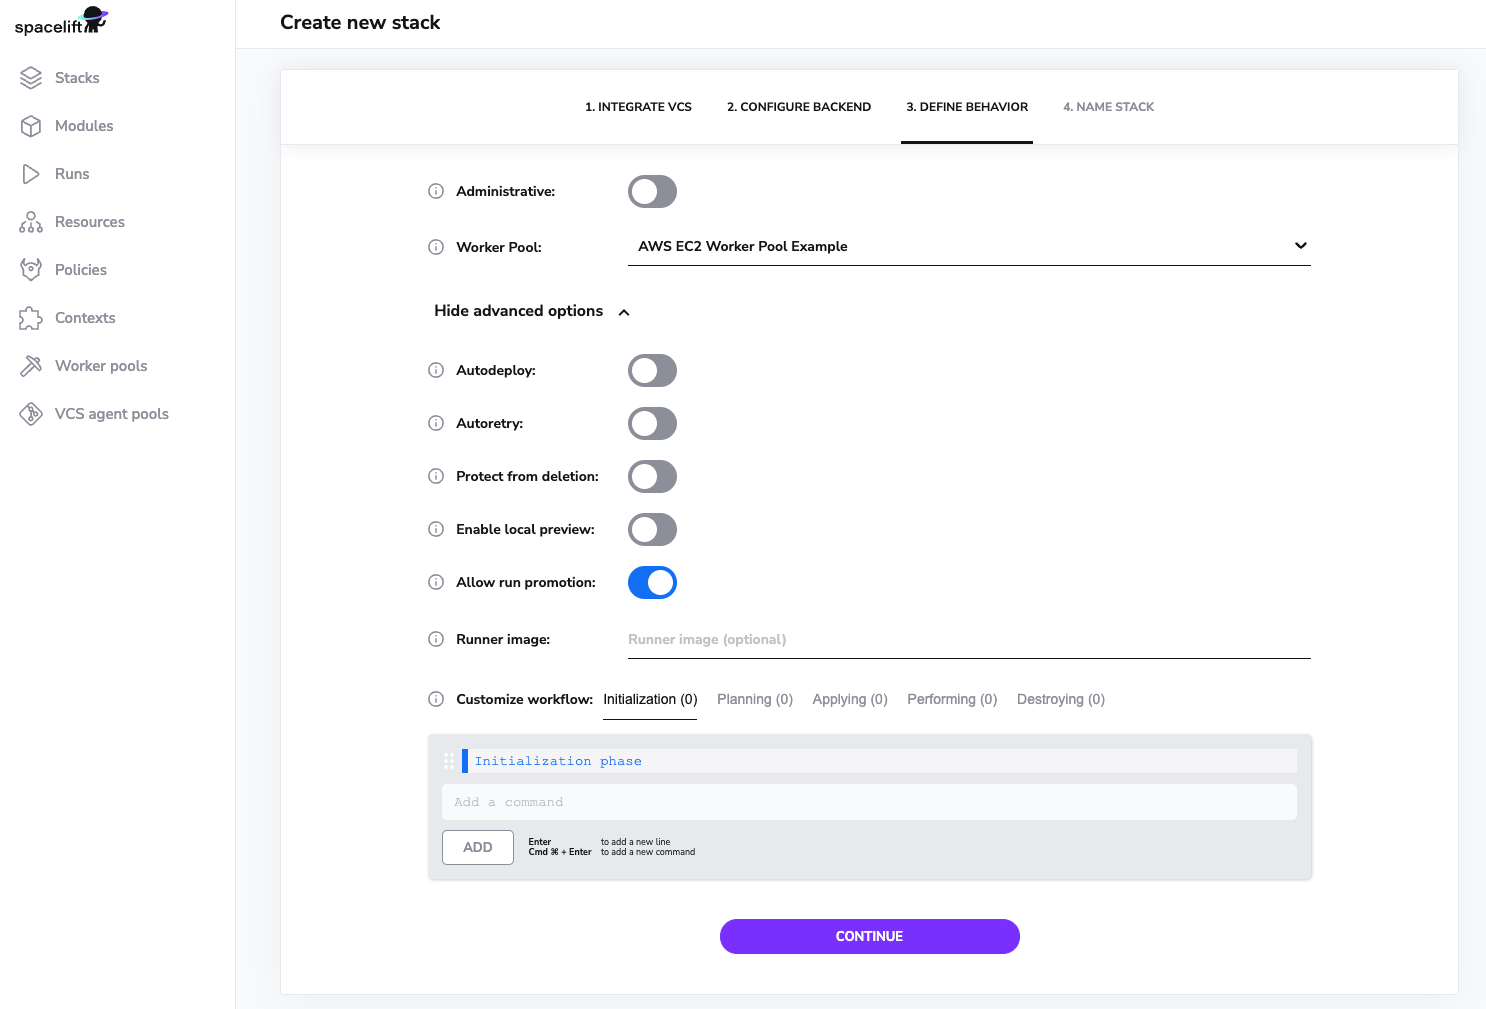 spacelift
Create new stack
Stacks
Modules
Runs
Resources
Policies
Contexts
Worker pools
VCS agent pools
1. INTEGRATE VCS
2. CONFIGURE BACKEND
3. DEFINE BEHAVIOR
4. NAME STACK
Administrative:
Worker Pool:
AWS EC2 Worker Pool Example
Hide advanced options
Autodeploy:
Autoretry:
Protect from deletion:
Enable local preview:
Allow run promotion:
Runner image:
Runner image (optional)
Customize workflow:
Initialization (0)
Planning (0)
Applying (0)
Performing (0)
Destroying (0)
Initialization phase
Add a command
ADD
Enter to add a new line
Cmd ⌘ + Enter to add a new command
CONTINUE